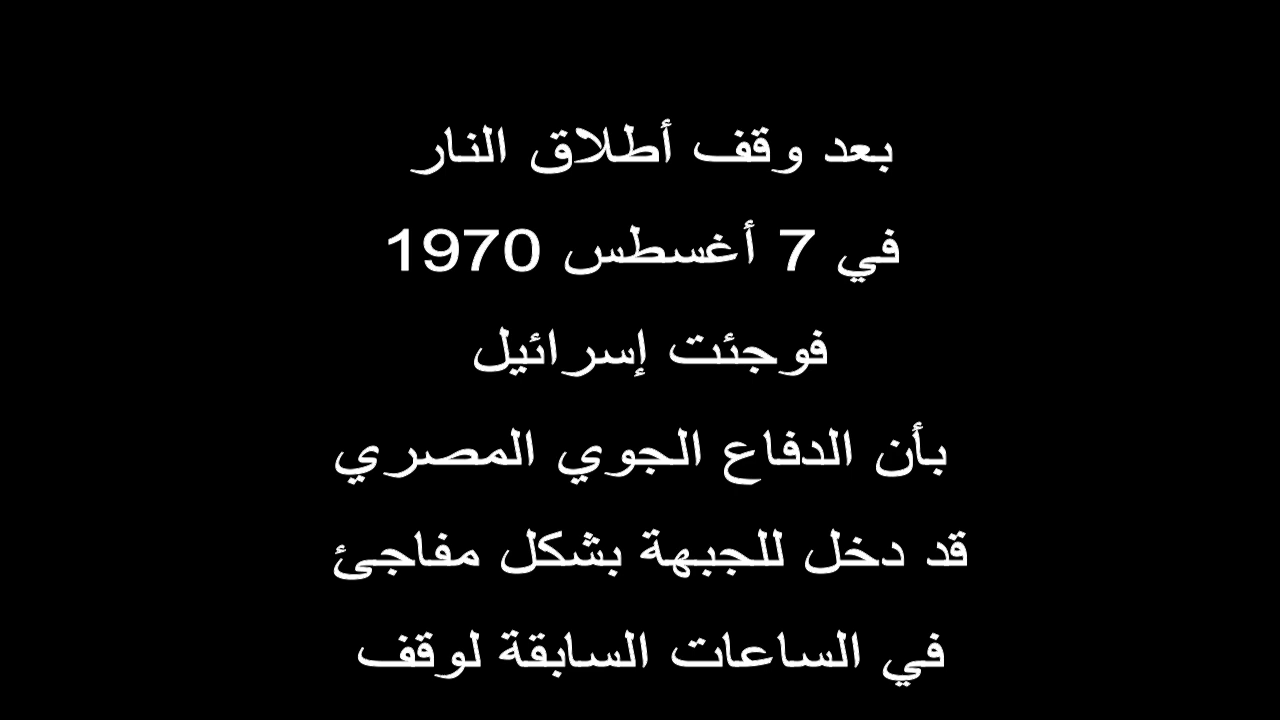 بعد وقف أطلاق النار
في 7 أغسطس 1970
فوجئت إسرائيل
بأن الدفاع الجوي المصري
قد دخل للجبهة بشكل مفاجئ
في الساعات السابقة لوقف